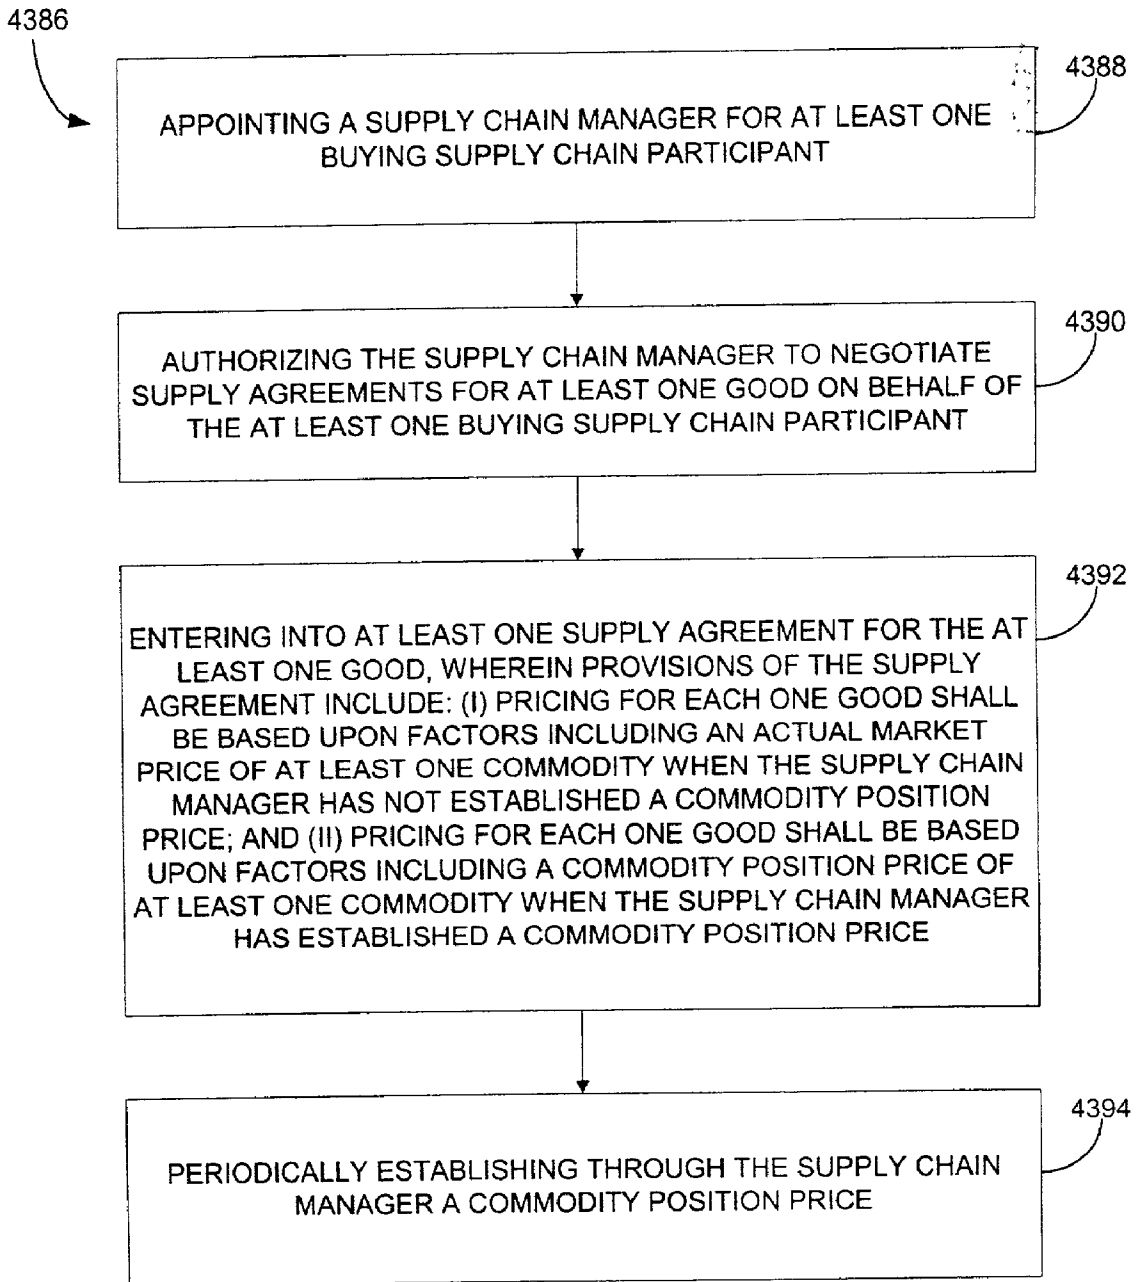 4386
4388
APPOINTING A SUPPLY CHAIN MANAGER FOR AT LEAST ONE
BUYING SUPPLY CHAIN PARTICIPANT
4390
AUTHORIZING THE SUPPLY CHAIN MANAGER TO NEGOTIATE
SUPPLY AGREEMENTS FOR AT LEAST ONE GOOD ON BEHALF OF
THE AT LEAST ONE BUYING SUPPLY CHAIN PARTICIPANT
4392
ENTERING INTO AT LEAST ONE SUPPLY AGREEMENT FOR THE AT
LEAST ONE GOOD, WHEREIN PROVISIONS OF THE SUPPLY
AGREEMENT INCLUDE: (I) PRICING FOR EACH ONE GOOD SHALL
BE BASED UPON FACTORS INCLUDING AN ACTUAL MARKET
PRICE OF AT LEAST ONE COMMODITY WHEN THE SUPPLY CHAIN
MANAGER HAS NOT ESTABLISHED A COMMODITY POSITION
PRICE; AND (II) PRICING FOR EACH ONE GOOD SHALL BE BASED
UPON FACTORS INCLUDING A COMMODITY POSITION PRICE OF
AT LEAST ONE COMMODITY WHEN THE SUPPLY CHAIN MANAGER
HAS ESTABLISHED A COMMODITY POSITION PRICE
4394
PERIODICALLY ESTABLISHING THROUGH THE SUPPLY CHAIN
MANAGER A COMMODITY POSITION PRICE